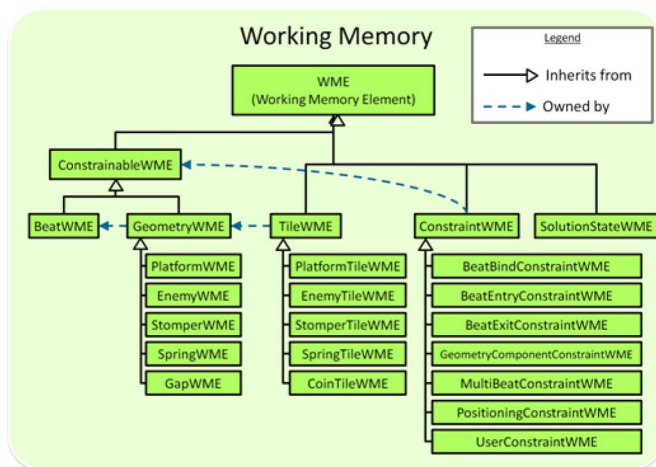 Working Memory
Legend
Inherits from
Owned by
WME
(Working Memory Element)
ConstrainableWME
BeatWME
GeometryWME
TileWME
ConstraintWME
SolutionStateWME
PlatformWME
EnemyWME
StomperWME
SpringWME
GapWME
PlatformTileWME
EnemyTileWME
StomperTileWME
SpringTileWME
CoinTileWME
BeatBindConstraintWME
BeatEntryConstraintWME
BeatExitConstraintWME
GeometryComponentConstraintWME
MultiBeatConstraintWME
PositioningConstraintWME
UserConstraintWME